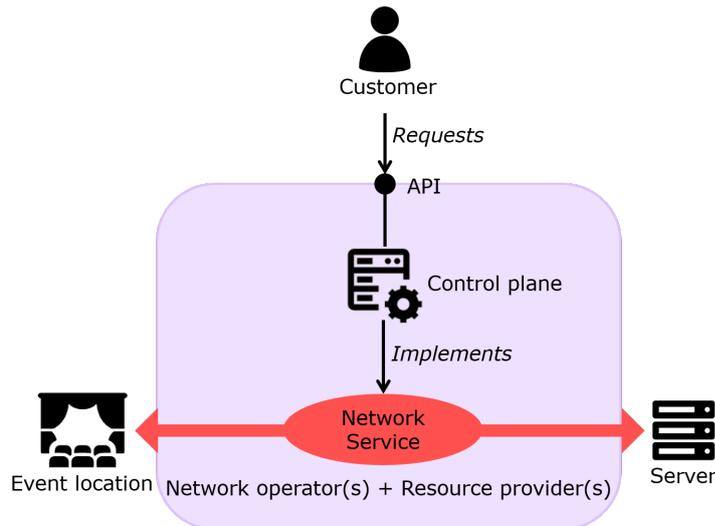 Customer
Requests
API
Control plane
Implements
Network
Service
Event location
Server
Network operator(s) + Resource provider(s)